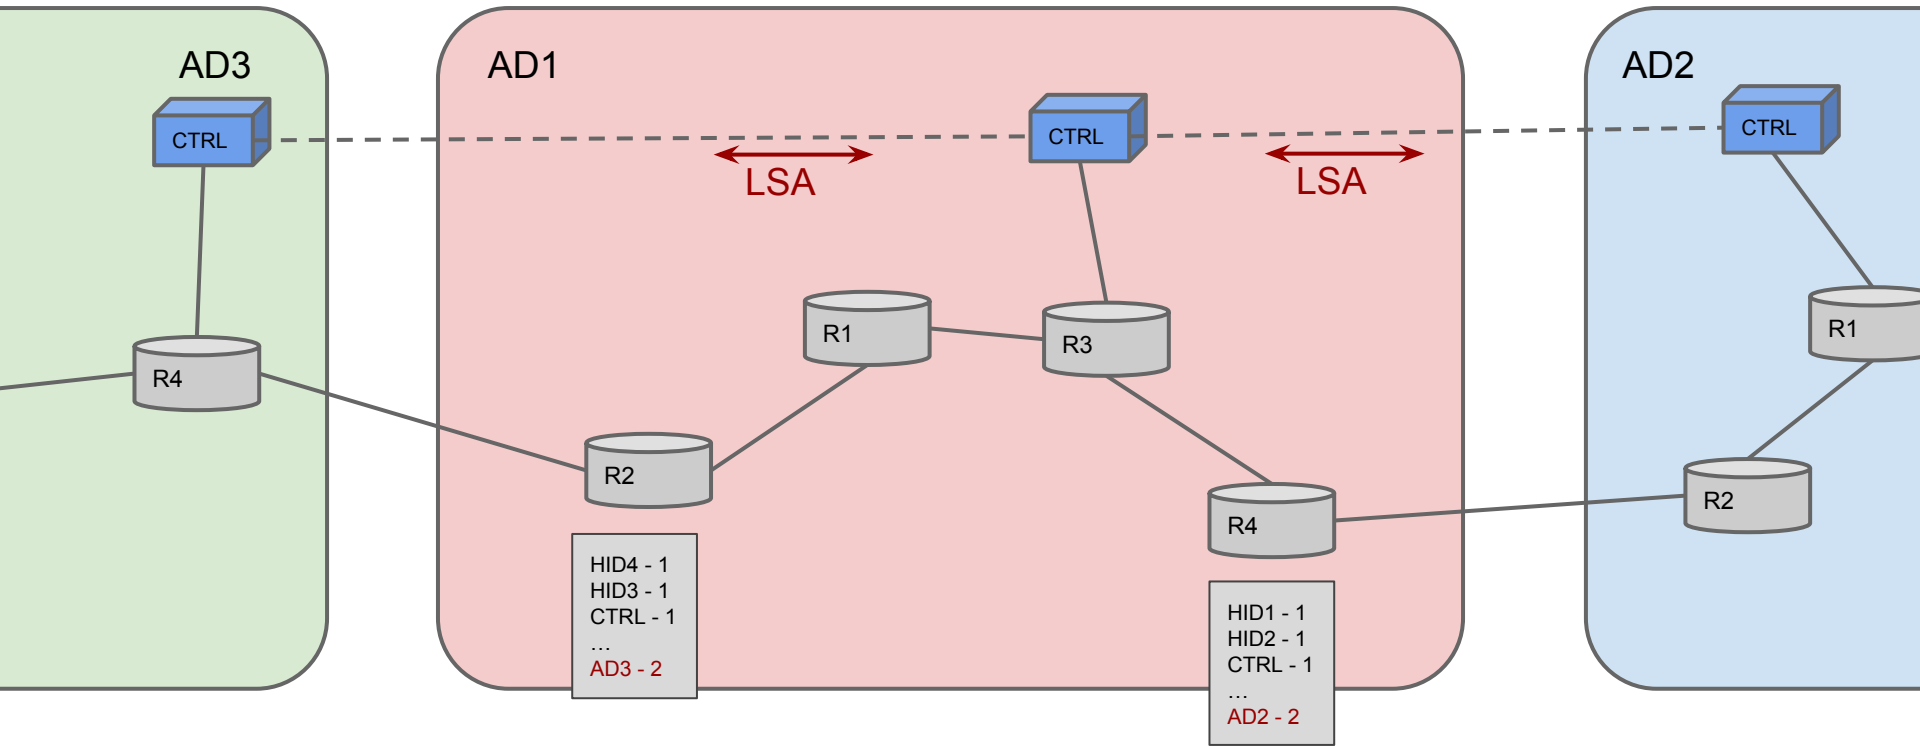 AD3
AD1
AD2
CTRL
CTRL
CTRL
LSA
LSA
R1
R3
R1
R4
R2
R2
R4
HID4 - 1
HID3 - 1
CTRL - 1
...
AD3 - 2
HID1 - 1
HID2 - 1
CTRL - 1
...
AD2 - 2